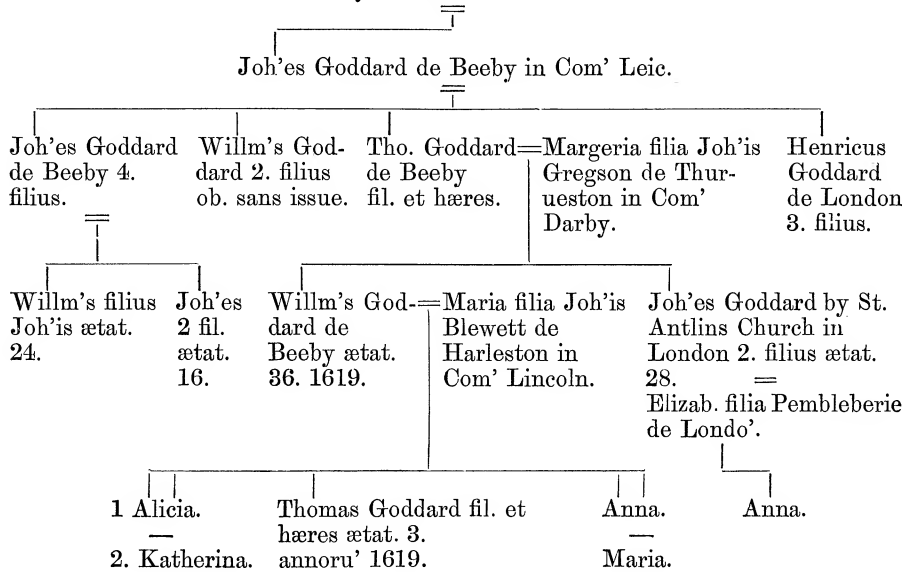 Joh'es Goddard de Beeby in Com' Leic.
Joh'es Goddard
de Beeby 4.
filius.
Willm's God-
dard 2. filius
ob. sans issue.
Tho. Goddard
de Beeby
fil. et hæres.
Margeria filia Joh'is
Gregson de Thur-
ueston in Com'
Darby.
Henricus
Goddard
de London
3. filius.
Willm's filius
Joh'is ætat.
24.
Joh'es
2 fil.
ætat.
16.
Willm's God-
dard de
Beeby ætat.
36. 1619.
Maria filia Joh'is
Blewett de
Harleston in
Com' Lincoln.
Joh'es Goddard by St.
Antlins Church in
London 2. filius ætat.
28.
Elizab. filia Pembleberie
de Londo'.
1 Alicia.
2. Katherina.
Thomas Goddard fil. et
hæres ætat. 3.
annoru' 1619.
Anna.
Maria.
Anna.